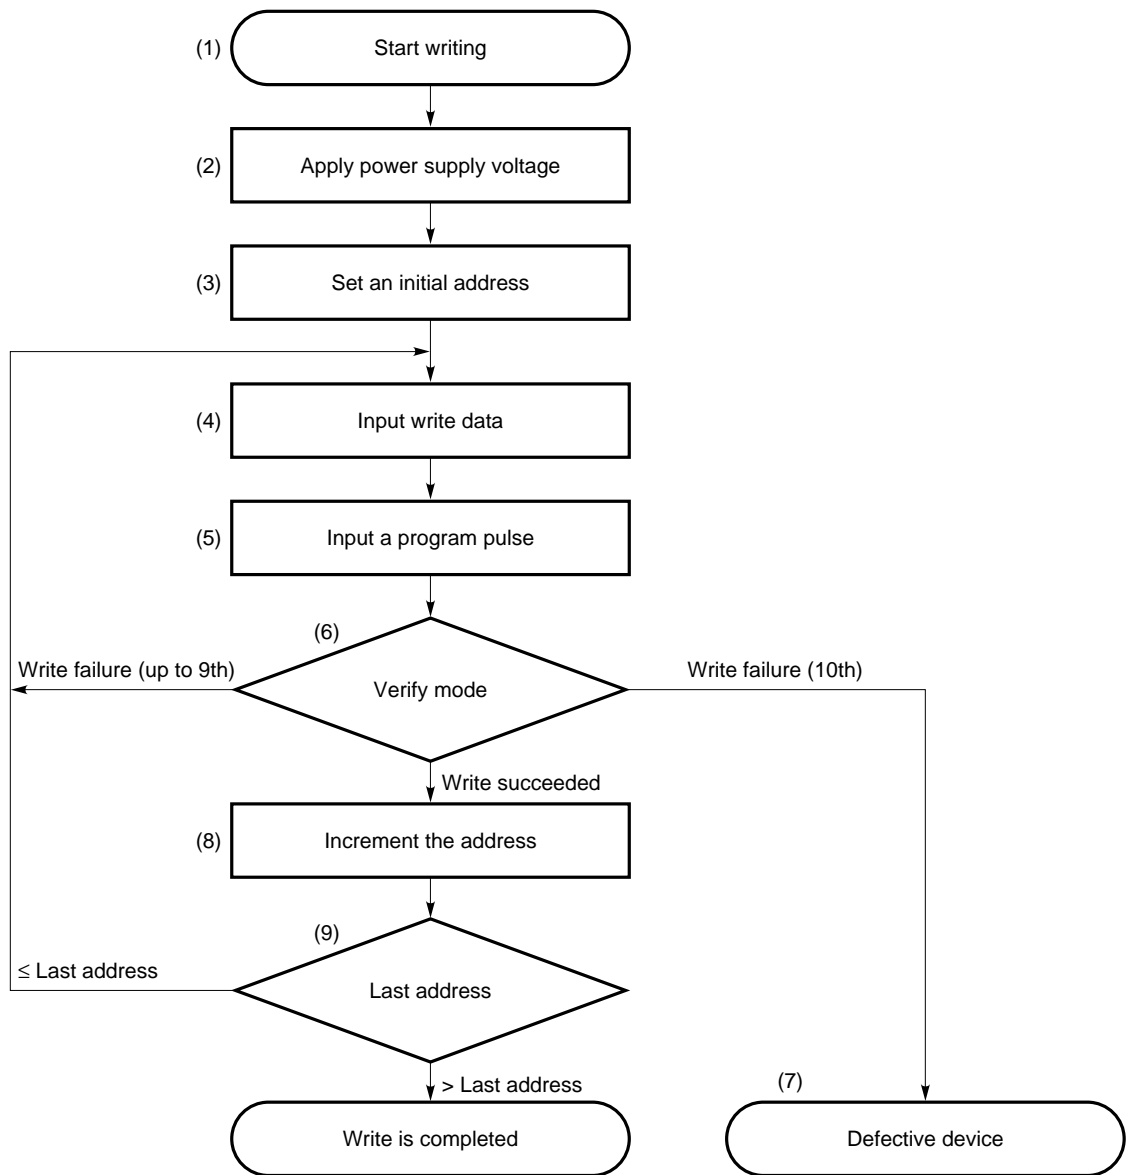 (1) Start writing
(2) Apply power supply voltage
(3) Set an initial address
(4) Input write data
(5) Input a program pulse
(6)
Write failure (up to 9th) Verify mode Write failure (10th)
Write succeeded
(8) Increment the address
(9)
≤ Last address
Last address
> Last address
(7)
Write is completed
Defective device